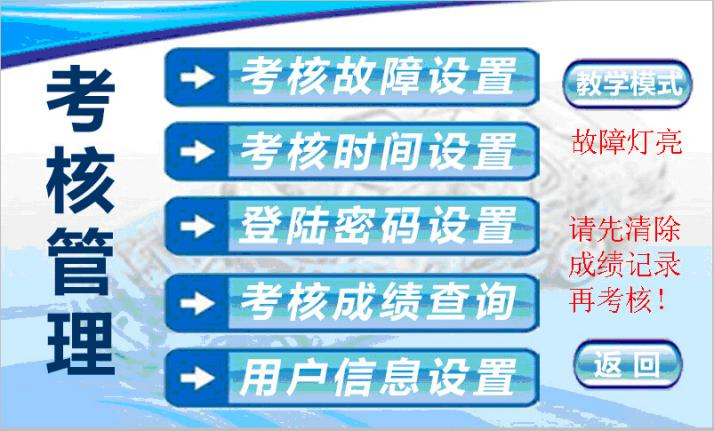 考核管理
考核故障设置
考核时间设置
登陆密码设置
考核成绩查询
用户信息设置
教学模式
故障灯亮
请先清除
成绩记录
再考核！
返回